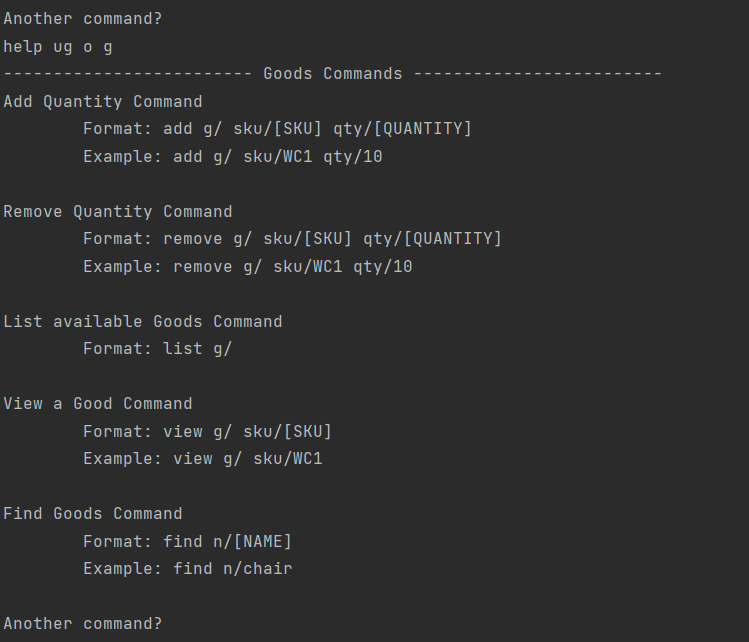 Another command?
help ug o g
------------------------- Goods Commands -------------------------
Add Quantity Command
        Format: add g/ sku/[SKU] qty/[QUANTITY]
        Example: add g/ sku/WC1 qty/10

Remove Quantity Command
        Format: remove g/ sku/[SKU] qty/[QUANTITY]
        Example: remove g/ sku/WC1 qty/10

List available Goods Command
        Format: list g/

View a Good Command
        Format: view g/ sku/[SKU]
        Example: view g/ sku/WC1

Find Goods Command
        Format: find n/[NAME]
        Example: find n/chair

Another command?